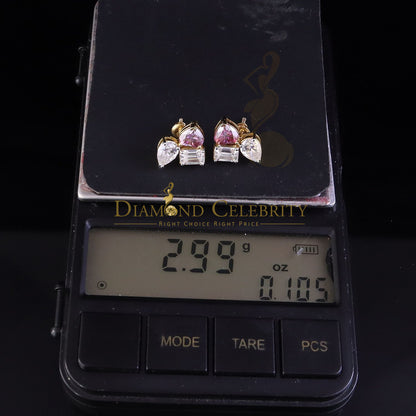 DIAMOND CELEBRITY
RIGHT CHOICE RIGHT PRICE
2.99 g
OZ
0.105
MODE
TARE
PCS